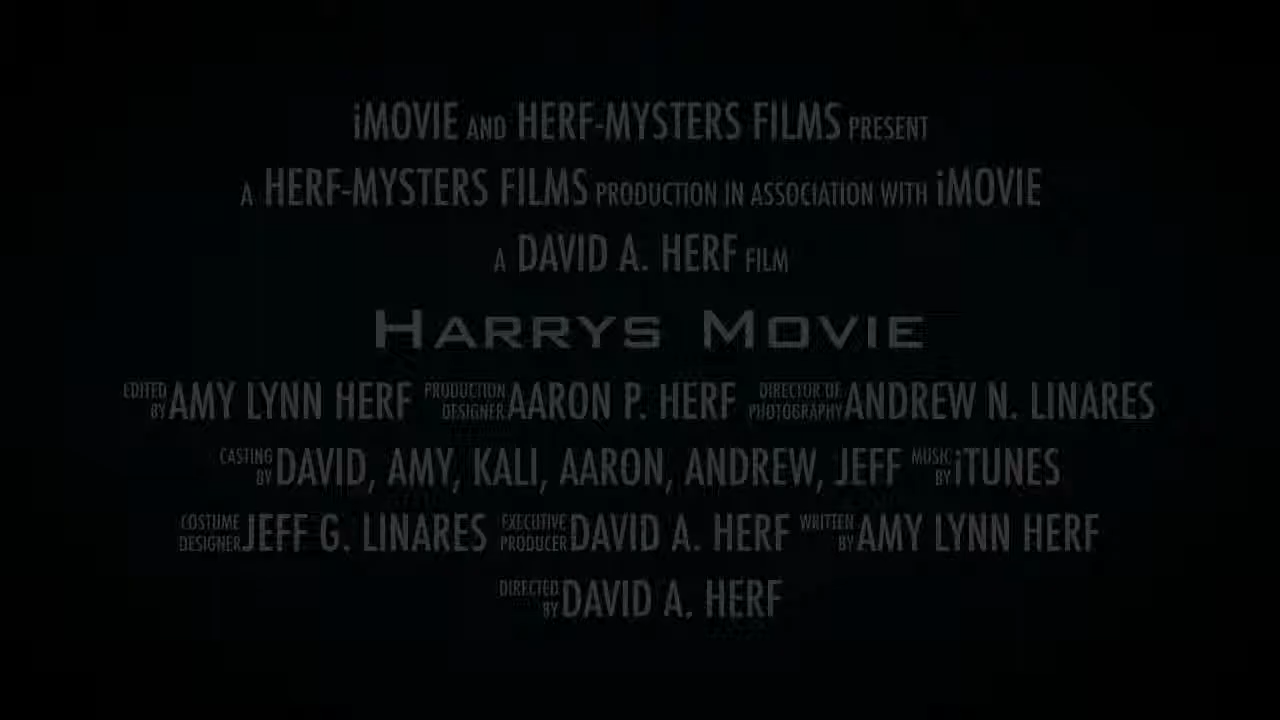 iMOVIE AND HERF-MYSTERS FILMS PRESENT
A HERF-MYSTERS FILMS PRODUCTION IN ASSOCIATION WITH iMOVIE
A DAVID A. HERF FILM
HARRYS MOVIE
EDITED BY AMY LYNN HERF PRODUCTION DESIGNER AARON P. HERF DIRECTOR OF PHOTOGRAPHY ANDREW N. LINARES
CASTING BY DAVID, AMY, KALI, AARON, ANDREW, JEFF MUSIC BY iTUNES
COSTUME DESIGNER JEFF G. LINARES EXECUTIVE PRODUCER DAVID A. HERF WRITTEN BY AMY LYNN HERF
DIRECTED BY DAVID A. HERF